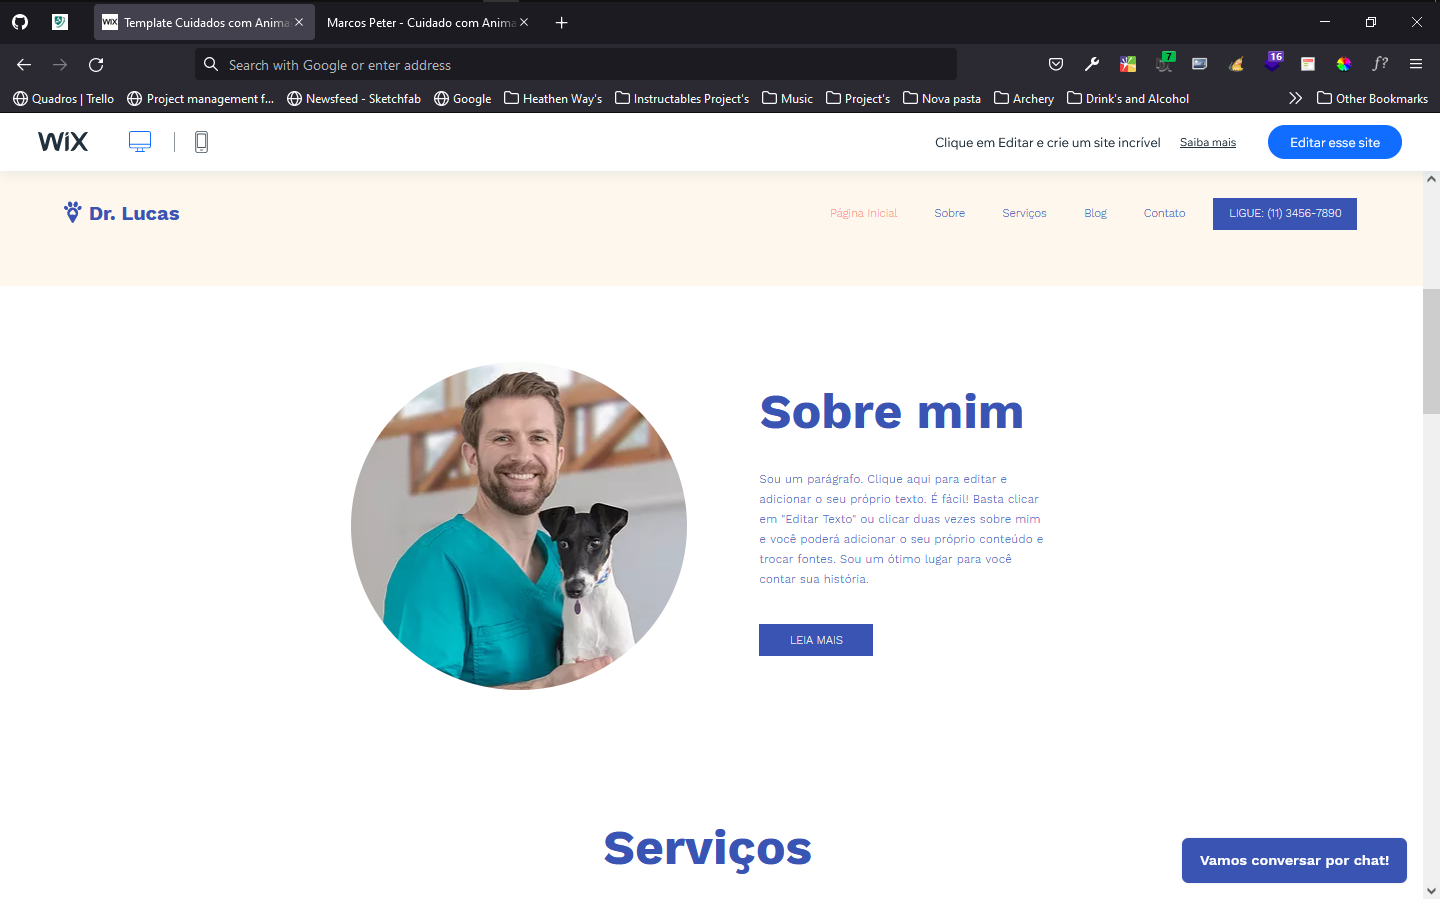 WIX Template Cuidados com Anima
Marcos Peter - Cuidado com Anima
Search with Google or enter address
7
16
f?
Quadros | Trello
Project management f...
Newsfeed - Sketchfab
Google
Heathen Way's
Instructables Project's
Music
Project's
Nova pasta
Archery
Drink's and Alcohol
Other Bookmarks
WiX
Clique em Editar e crie um site incrível
Saiba mais
Editar esse site
Dr. Lucas
Página Inicial
Sobre
Serviços
Blog
Contato
LIGUE: (11) 3456-7890
Sobre mim
Sou um parágrafo. Clique aqui para editar e
adicionar o seu próprio texto. É fácil! Basta clicar
em "Editar Texto" ou clicar duas vezes sobre mim
e você poderá adicionar o seu próprio conteúdo e
trocar fontes. Sou um ótimo lugar para você
contar sua história.
LEIA MAIS
Serviços
Vamos conversar por chat!